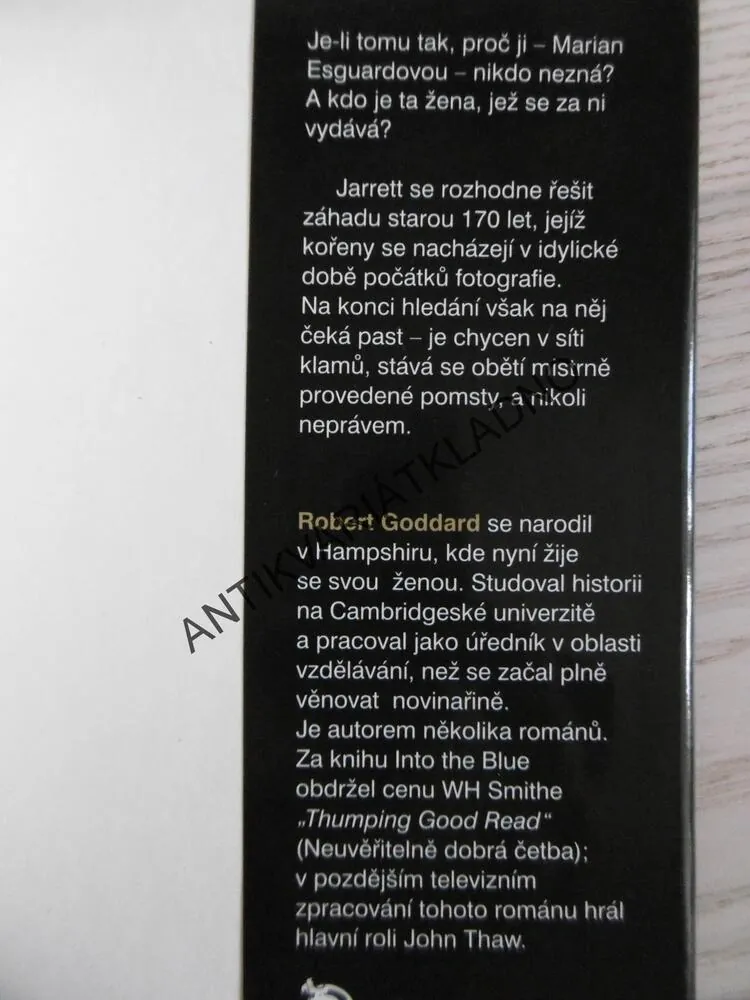 Je-li tomu tak, proč ji – Marian
Esguardovou – nikdo nezná?
A kdo je ta žena, jež se za ni
vydává?
Jarrett se rozhodne řešit
záhadu starou 170 let, jejíž
kořeny se nacházejí v idylické
době počátků fotografie.
Na konci hledání však na něj
čeká past – je chycen v síti
klamů, stává se obětí mistrně
provedené pomsty, a nikoli
neprávem.
Robert Goddard se narodil
v Hampshiru, kde nyní žije
se svou ženou. Studoval historii
na Cambridgeské univerzitě
a pracoval jako úředník v oblasti
vzdělávání, než se začal plně
věnovat novinařině.
Je autorem několika románů.
Za knihu Into the Blue
obdržel cenu WH Smithe
„Thumping Good Read“
(Neuvěřitelně dobrá četba);
v pozdějším televizním
zpracování tohoto románu hrál
hlavní roli John Thaw.
ANTIKVARIÁTKLADNO